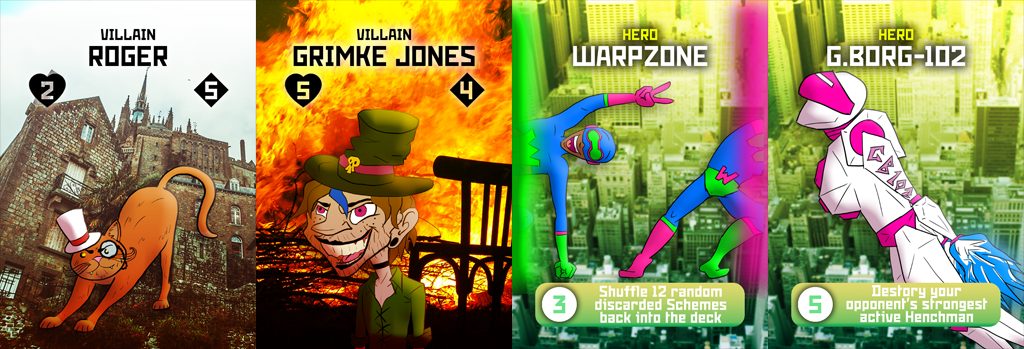 VILLAIN
ROGER
2
5
VILLAIN
GRIMKE JONES
5
4
HERO
WARPZONE
W
3
Shuffle 12 random
discarded Schemes
back into the deck
HERO
G.BORG-102
5
Destory your
opponent's strongest
active Henchman